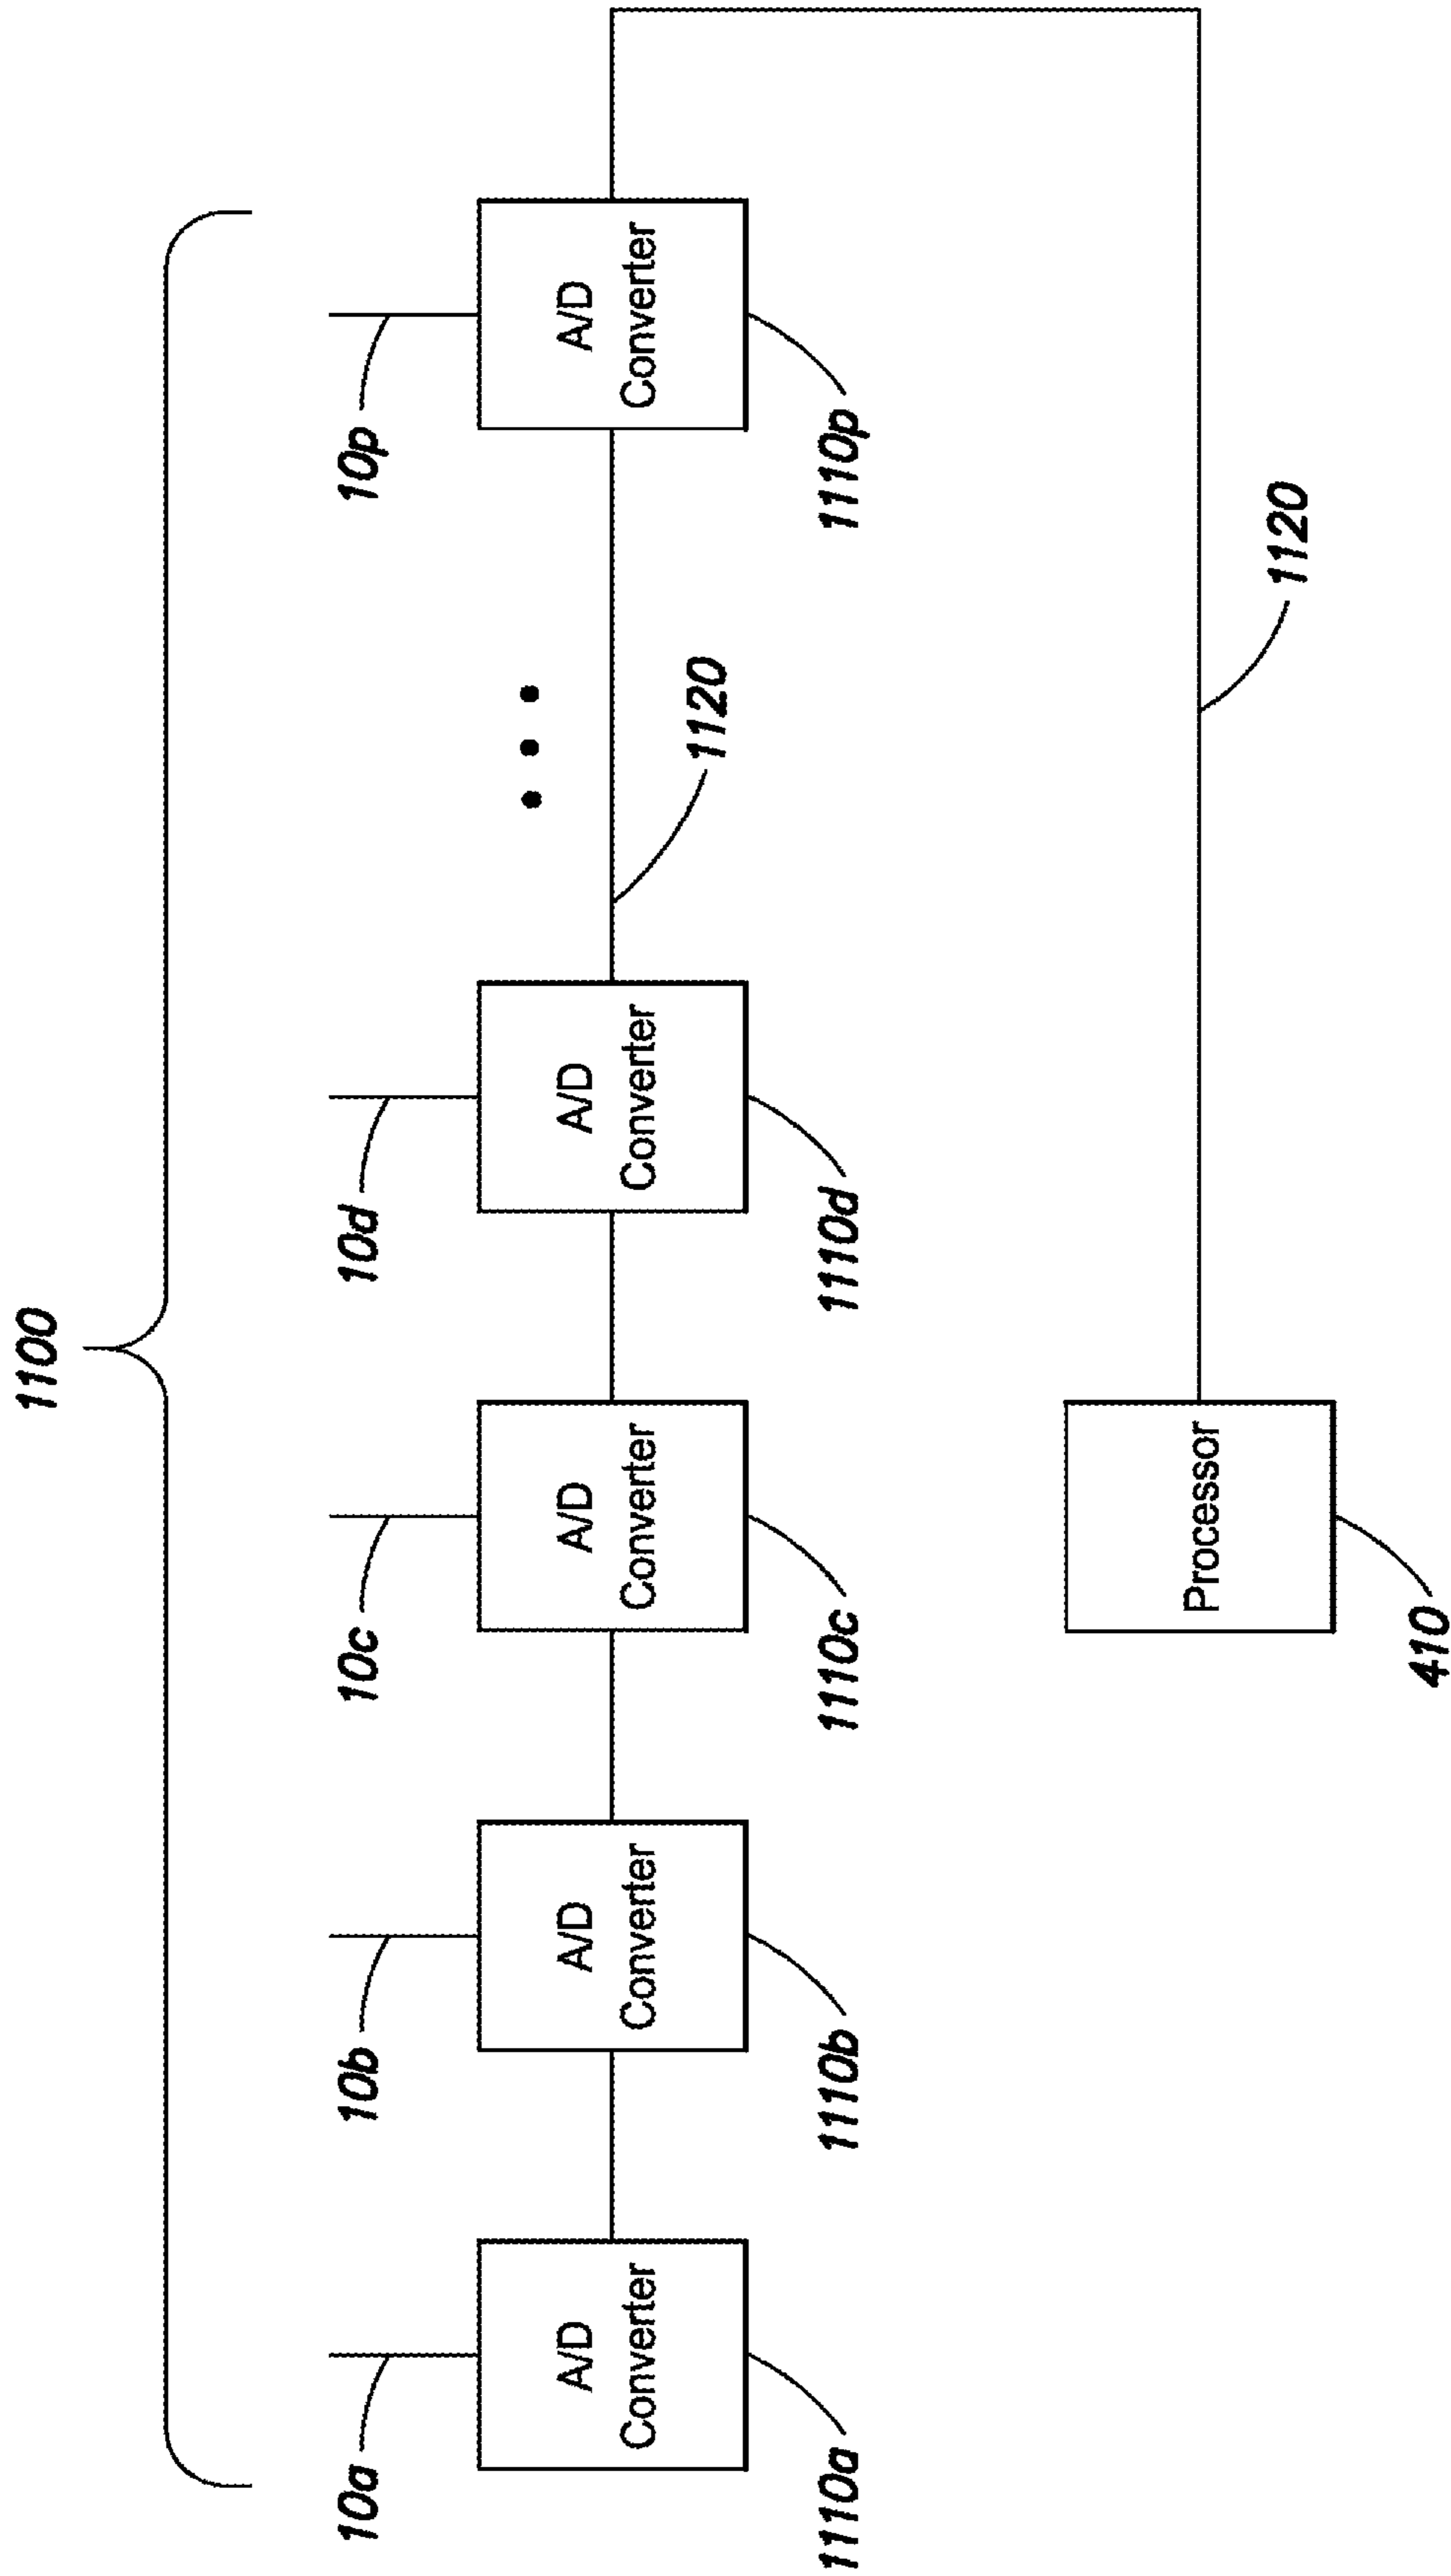 1100
10a
10b
10c
10d
10p
A/D
Converter
A/D
Converter
A/D
Converter
A/D
Converter
A/D
Converter
1120
1110a
1110b
1110c
1110d
1110p
Processor
1120
410